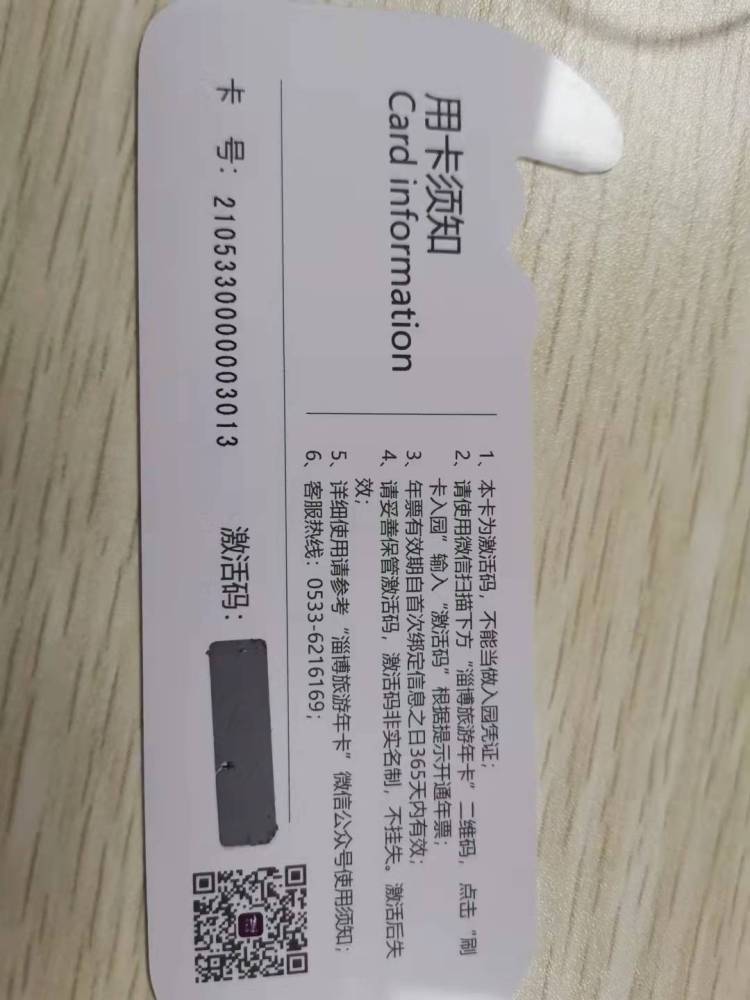 用卡须知
Card information
1、本卡为激活码，不能当做入园凭证；
2、请使用微信扫描下方“淄博旅游年卡”二维码，点击“刷
卡入园”输入“激活码”根据提示开通年票；
3、年票有效期自首次绑定信息之日365天内有效；
4、请妥善保管激活码，激活码非实名制，不挂失。激活后失
效；
5、详细使用请参考“淄博旅游年卡”微信公众号使用须知；
6、客服热线：0533-6216169；
卡 号：2105330000003013 激活码：